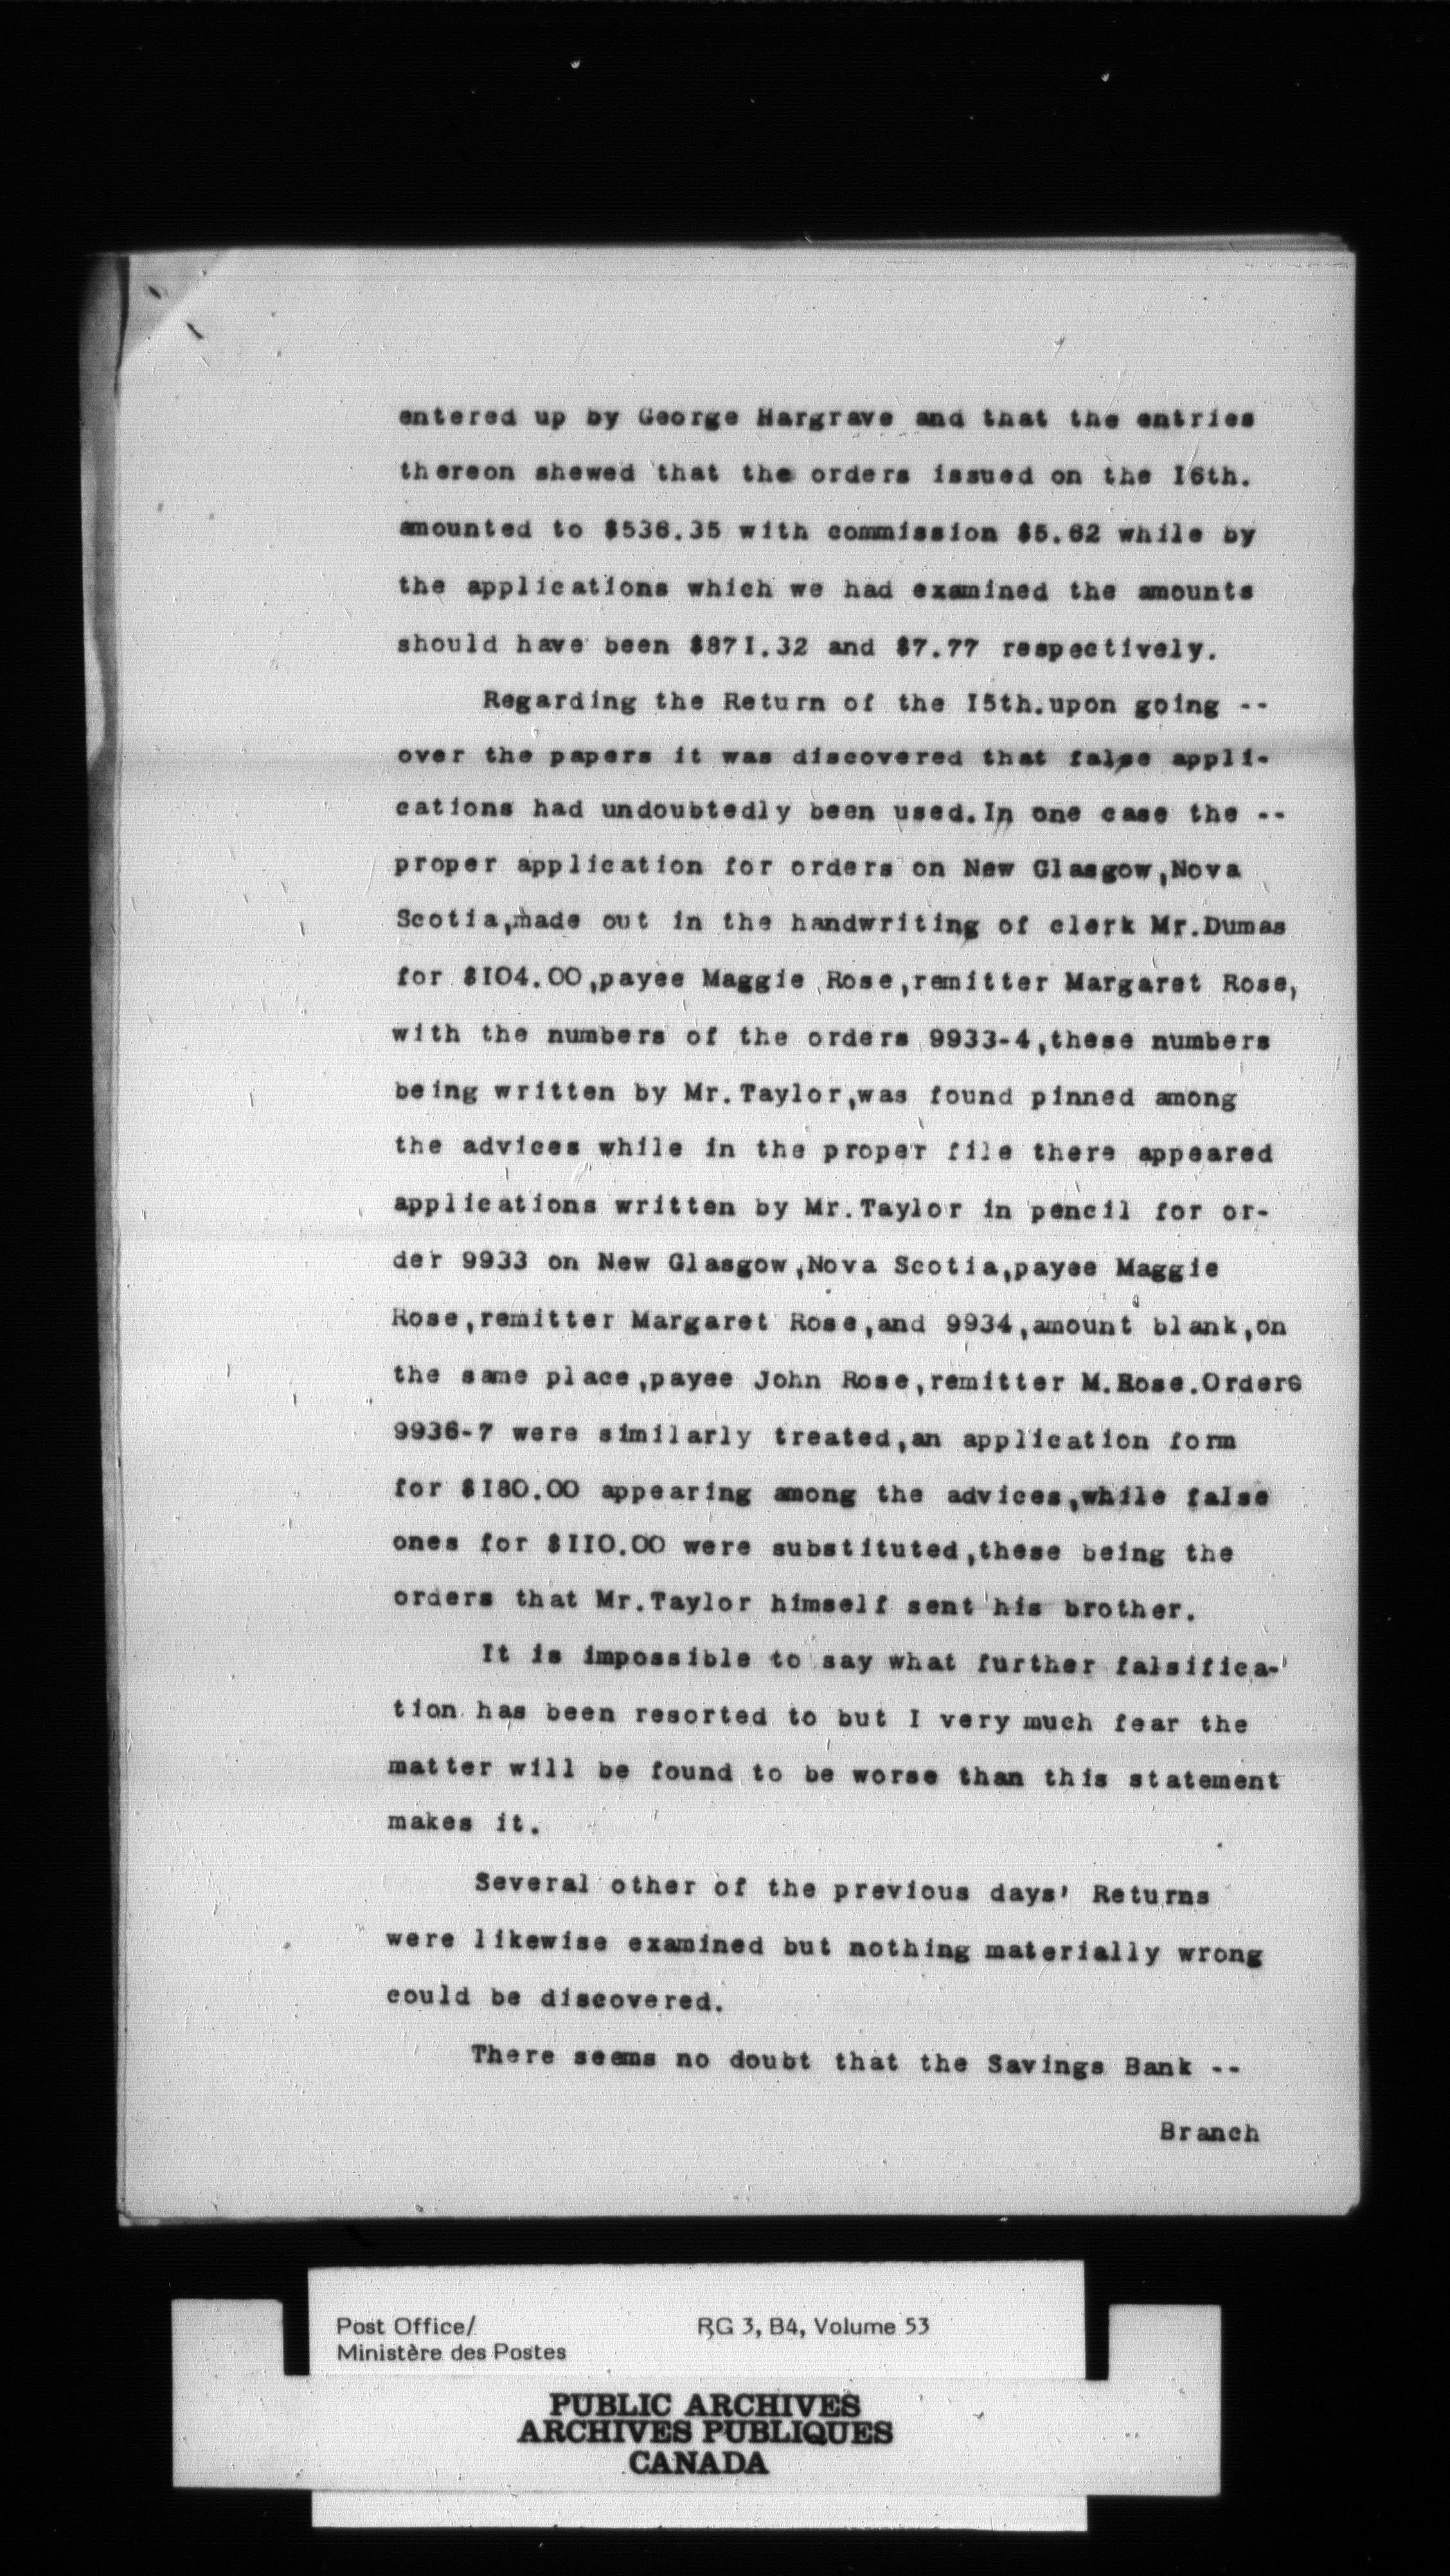 entered up by George Hargrave and that the entries
thereon shewed that the orders issued on the 16th.
amounted to $536.35 with commission $5.62 while by
the applications which we had examined the amounts
should have been $871.32 and $7.77 respectively.
Regarding the Return of the 15th.upon going --
over the papers it was discovered that false appli-
cations had undoubtedly been used.In one case the --
proper application for orders on New Glasgow,Nova
Scotia,made out in the handwriting of clerk Mr.Dumas
for $104.00,payee Maggie Rose,remitter Margaret Rose,
with the numbers of the orders 9933-4,these numbers
being written by Mr.Taylor,was found pinned among
the advices while in the proper file there appeared
applications written by Mr.Taylor in pencil for or-
der 9933 on New Glasgow,Nova Scotia,payee Maggie
Rose,remitter Margaret Rose,and 9934,amount blank,on
the same place,payee John Rose,remitter M.Rose.Orders
9936-7 were similarly treated,an application form
for $180.00 appearing among the advices,while false
ones for $110.00 were substituted,these being the
orders that Mr.Taylor himself sent his brother.
It is impossible to say what further falsifica-
tion has been resorted to but I very much fear the
matter will be found to be worse than this statement
makes it.
Several other of the previous days' Returns
were likewise examined but nothing materially wrong
could be discovered.
There seems no doubt that the Savings Bank --
Branch
Post Office/ RG 3, B4, Volume 53
Ministère des Postes
PUBLIC ARCHIVES
ARCHIVES PUBLIQUES
CANADA